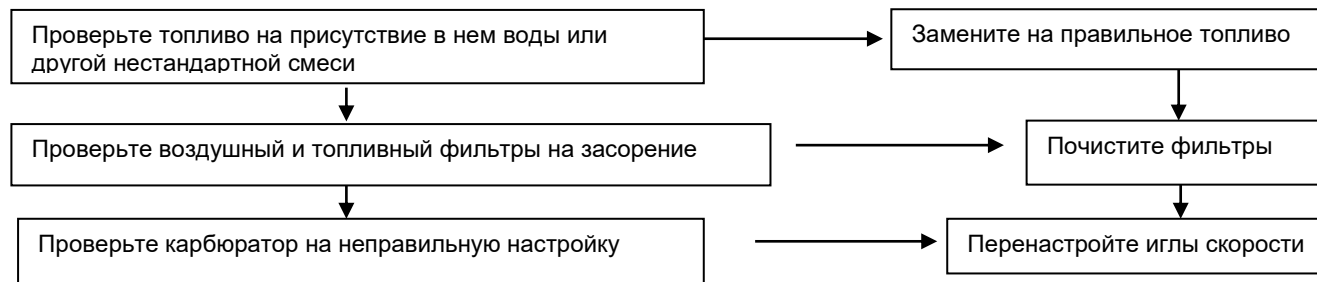 Проверьте топливо на присутствие в нем воды или
другой нестандартной смеси
Замените на правильное топливо
Проверьте воздушный и топливный фильтры на засорение
Почистите фильтры
Проверьте карбюратор на неправильную настройку
Перенастройте иглы скорости